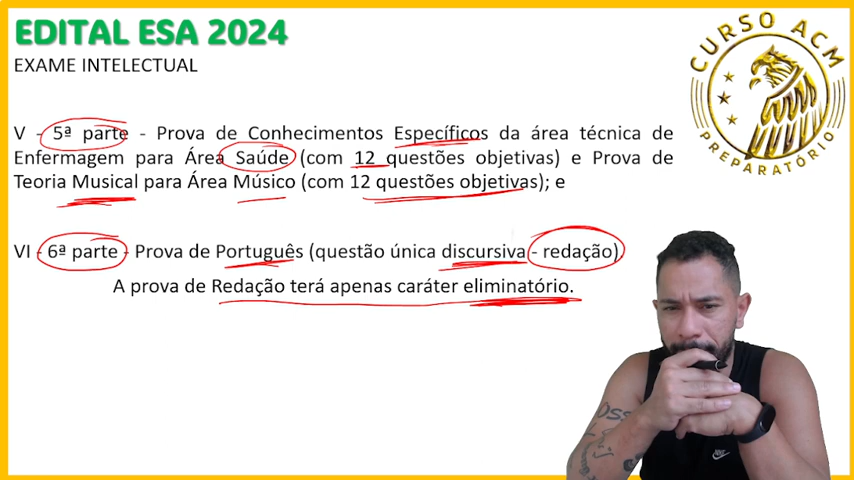 EDITAL ESA 2024
EXAME INTELECTUAL
CURSO ACM
PREPARATÓRIO
V - 5ª parte - Prova de Conhecimentos Específicos da área técnica de
Enfermagem para Área Saúde (com 12 questões objetivas) e Prova de
Teoria Musical para Área Músico (com 12 questões objetivas); e
VI - 6ª parte - Prova de Português (questão única discursiva - redação)
A prova de Redação terá apenas caráter eliminatório.